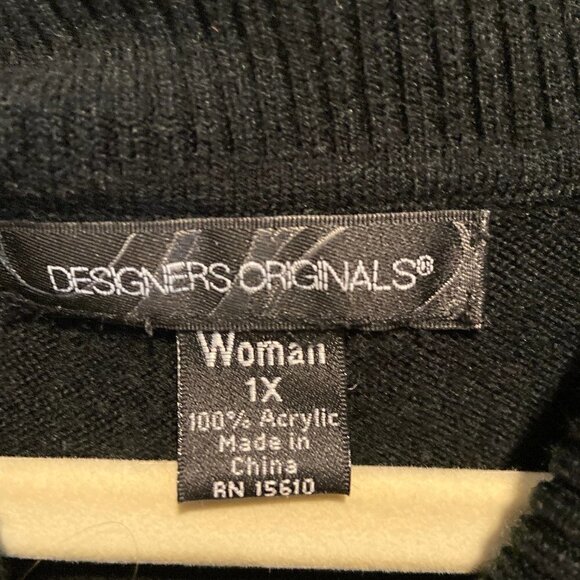 DESIGNERS ORIGINALS®
Woman
1X
100% Acrylic
Made in
China
RN 15610